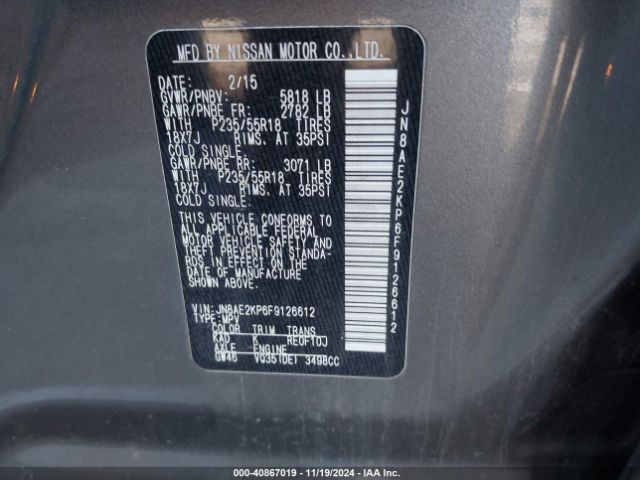 MFD BY NISSAN MOTOR CO.,LTD.
DATE: 2/15
GVWR/PNBV: 5818 LB
GAWR/PNBE FR: 2782 LB
WITH P235/55R18 TIRES
18X7J RIMS. AT 35PSI
COLD SINGLE.
GAWR/PNBE RR: 3071 LB
WITH P235/55R18 TIRES
18X7J RIMS. AT 35PSI
COLD SINGLE.
THIS VEHICLE CONFORMS TO
ALL APPLICABLE FEDERAL
MOTOR VEHICLE SAFETY AND
THEFT PREVENTION STANDA-
RDS IN EFFECT ON THE
DATE OF MANUFACTURE
SHOWN ABOVE.
VIN: JN8AE2KP6F9126612
TYPE: MPV
COLOR TRIM TRANS
KAD K RE0F10J
AXLE ENGINE
GW46 VQ35(DE) 3498CC
JN8AE2KP6F9126612
000-40867019 - 11/19/2024 - IAA Inc.